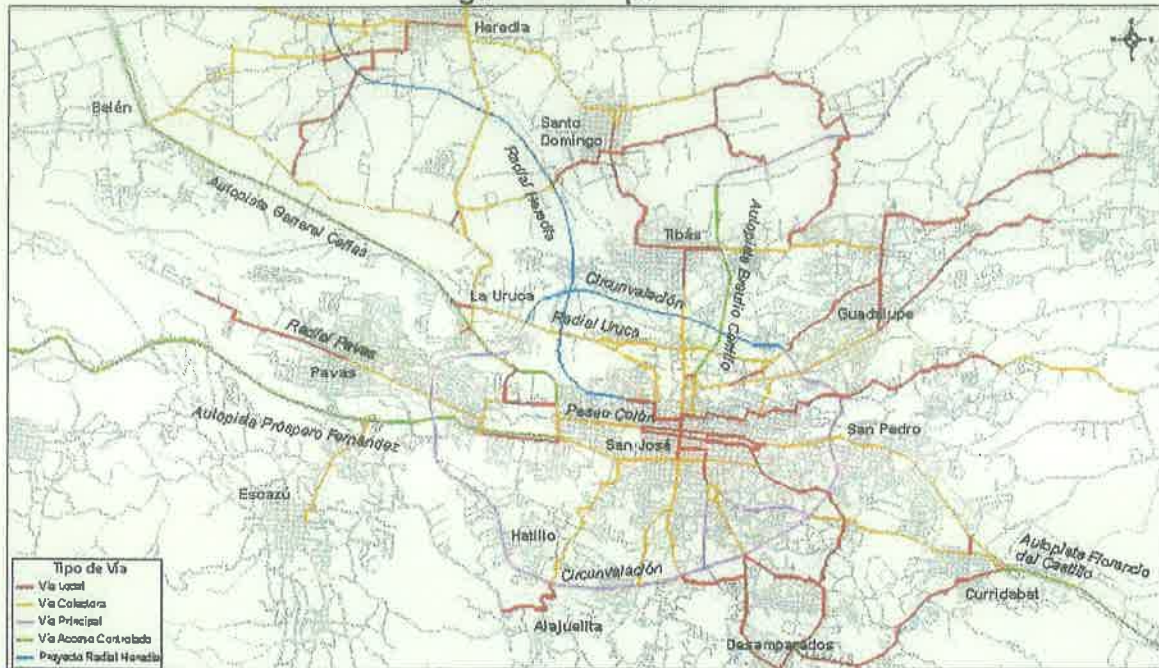 Heredia
Belén
Santo
Domingo
Autopista General Cañas
Radial Heredia
Tibás
Autopista Braulio Carrillo
La Uruca
Circunvalación
Radial Uruca
Guadalupe
Radial Pavas
Pavas
Autopista Próspero Fernández
Paseo Colón
San José
San Pedro
Escazú
Hatillo
Circunvalación
Autopista Florencio
del Castillo
Curridabat
Alajuelita
Desamparados
Tipo de Vía
Vía Local
Vía Colectora
Vía Principal
Vía Acceso Controlado
Proyecto Radial Heredia